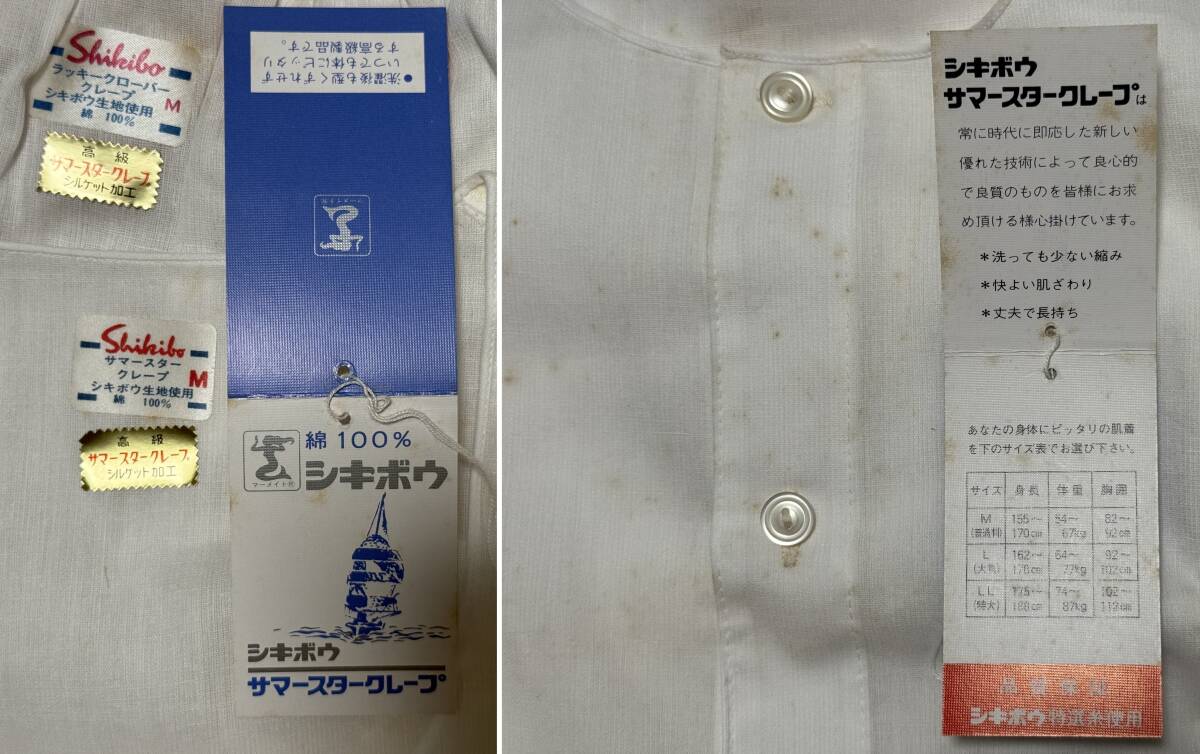 Shikibo
ラッキークローバー
クレープ M
シキボウ生地使用
綿 100%
高級
サマースタークレープ
シルケット加工
Shikibo
サマースター
クレープ M
シキボウ生地使用
綿 100%
高級
サマースタークレープ
シルケット加工
●洗濯後も型くずれせず
いつでも体にピッタリ
する高級製品です。
マーメイト®
綿 100%
シキボウ
マーメイト®
シキボウ
サマースタークレープ
シキボウ
サマースタークレープは
常に時代に即応した新しい
優れた技術によって良心的
で良質のものを皆様にお求
め頂ける様心掛けています。
*洗っても少ない縮み
*快よい肌ざわり
*丈夫で長持ち
あなたの身体にピッタリの肌着
を下のサイズ表でお選び下さい。
サイズ 身長 体重 胸囲
M (普通判) 155〜170cm 54〜67kg 82〜92cm
L (大判) 162〜178cm 64〜77kg 92〜102cm
LL (特大) 175〜188cm 74〜87kg 102〜112cm
品質保証
シキボウ特選糸使用